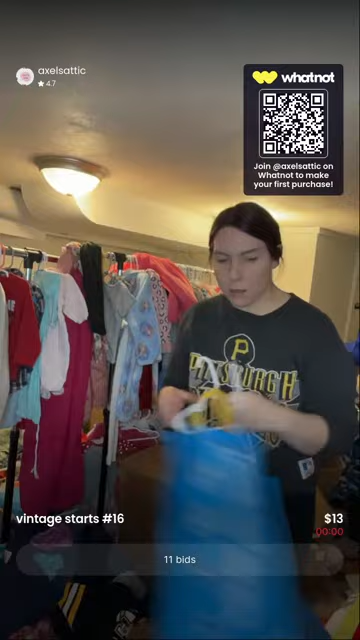 axelsattic
★ 4.7
whatnot
Join @axelsattic on
Whatnot to make
your first purchase!
P
PITTSBURGH
vintage starts #16
$13
00:00
11 bids